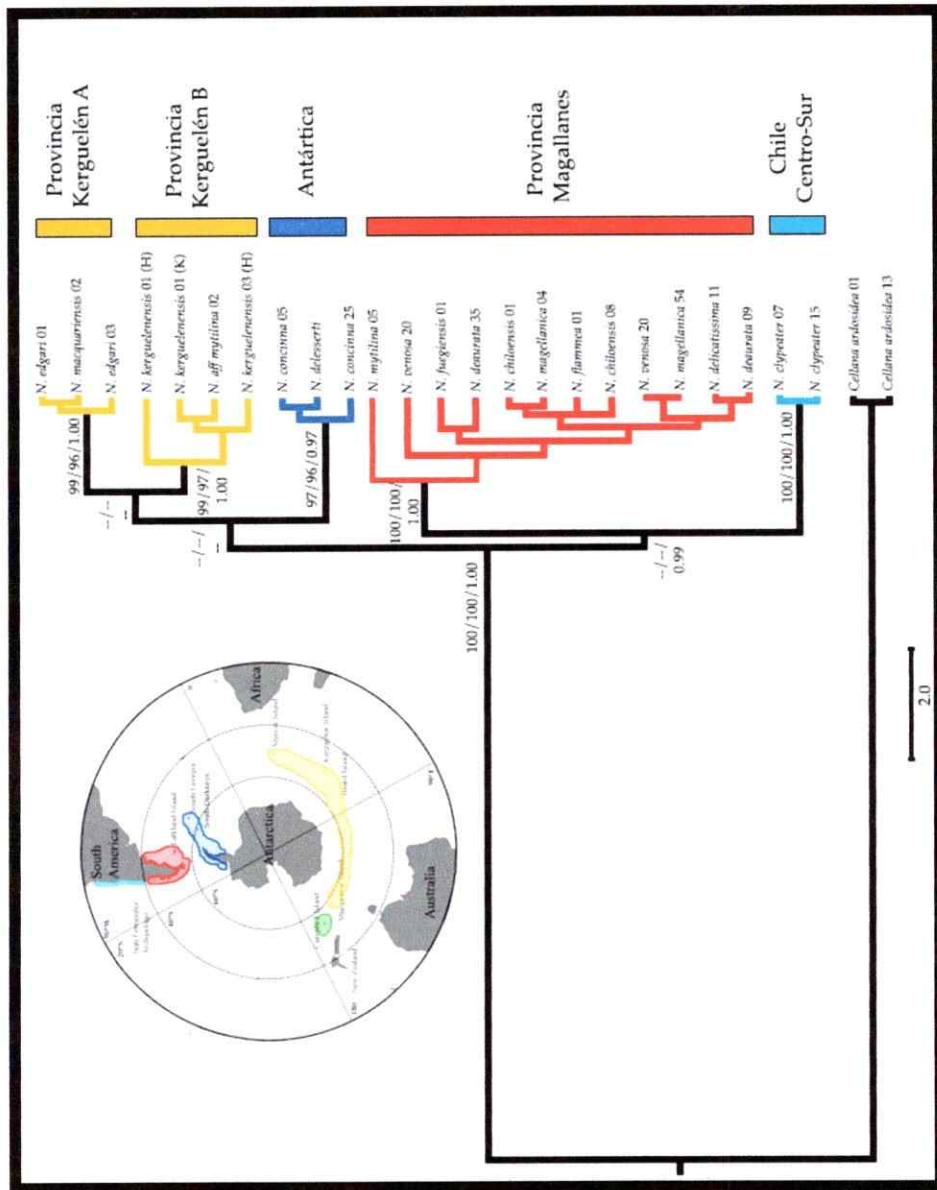 Provincia
Kerguelén A
Provincia
Kerguelén B
Antártica
Provincia
Magallanes
Chile
Centro-Sur
N. edgari 01
N. macquariensis 02
N. edgari 03
N. kerguelenensis 01 (H)
N. kerguelenensis 01 (K)
N. aff mytilina 02
N. kerguelenensis 03 (H)
N. concinna 05
N. delesserti
N. concinna 25
N. mytilina 05
N. venosa 20
N. fuegiensis 01
N. deaurata 35
N. chiloensis 01
N. magellanica 04
N. flammea 01
N. chiloensis 08
N. venosa 20
N. magellanica 54
N. delicatissima 11
N. deaurata 09
N. clypeater 07
N. clypeater 15
Cellana ardosidea 01
Cellana ardosidea 13
99/96/1.00
--/--/
--
99/97/
1.00
--/--/
--
97/96/0.97
100/100/
1.00
100/100/1.00
--/--/
0.99
100/100/1.00
South
America
Africa
Antarctica
Australia
New Zealand
2.0